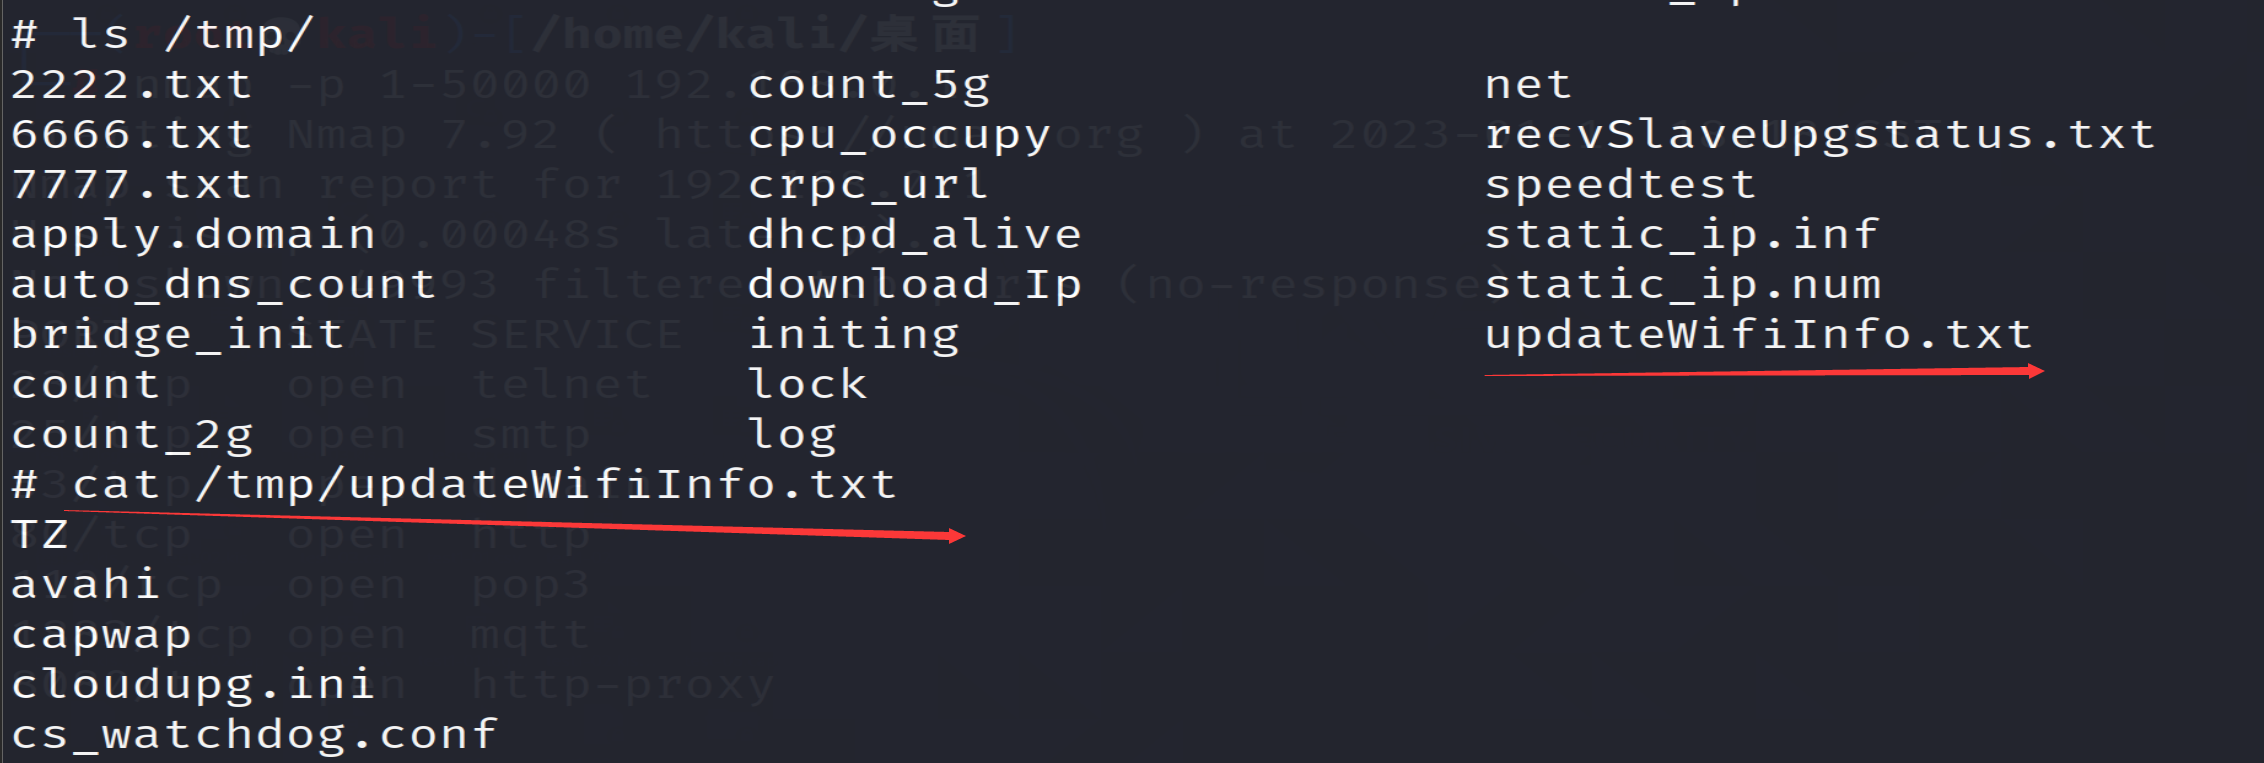 # ls /tmp/
2222.txt count_5g net
6666.txt cpu_occupy recvSlaveUpgstatus.txt
7777.txt crpc_url speedtest
apply.domain dhcpd_alive static_ip.inf
auto_dns_count download_Ip static_ip.num
bridge_init initing updateWifiInfo.txt
count lock
count_2g log
# cat /tmp/updateWifiInfo.txt
TZ
avahi
capwap
cloudupg.ini
cs_watchdog.conf